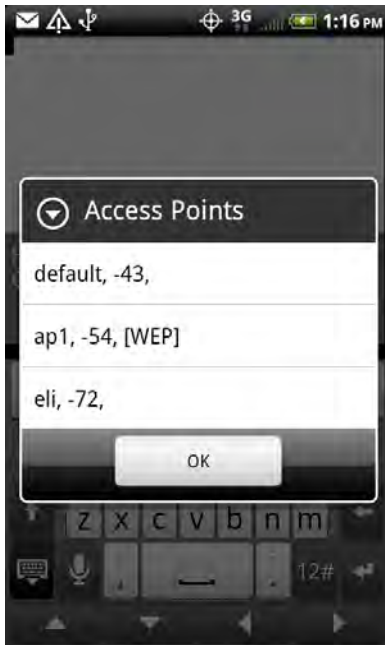 3G 1:16 PM
Access Points
default, -43,
ap1, -54, [WEP]
eli, -72,
OK
z x c v b n m
, .
12#